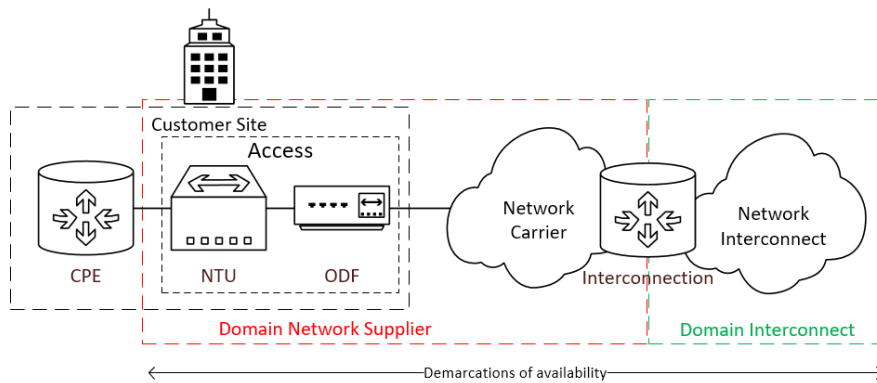 Customer Site
Access
Network
Carrier
Network
Interconnect
CPE
NTU
ODF
Interconnection
Domain Network Supplier
Domain Interconnect
Demarcations of availability